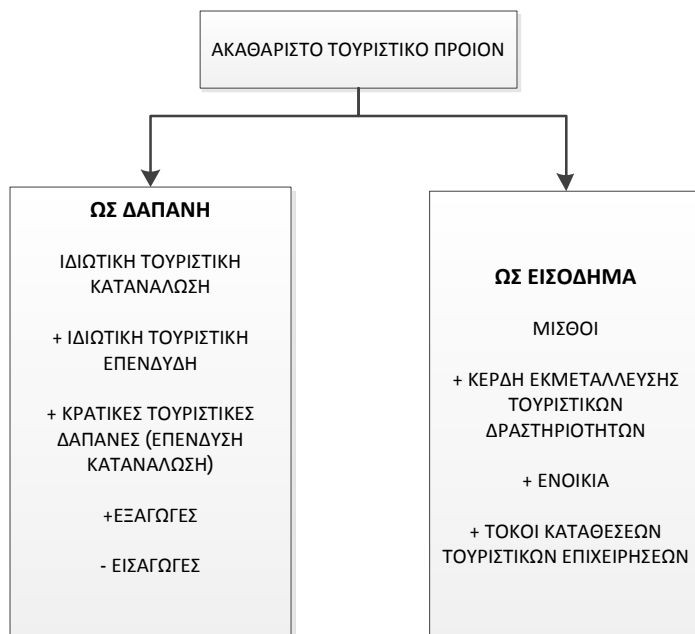 ΑΚΑΘΑΡΙΣΤΟ ΤΟΥΡΙΣΤΙΚΟ ΠΡΟΙΟΝ
ΩΣ ΔΑΠΑΝΗ
ΙΔΙΩΤΙΚΗ ΤΟΥΡΙΣΤΙΚΗ
ΚΑΤΑΝΑΛΩΣΗ
+ ΙΔΙΩΤΙΚΗ ΤΟΥΡΙΣΤΙΚΗ
ΕΠΕΝΔΥΔΗ
+ ΚΡΑΤΙΚΕΣ ΤΟΥΡΙΣΤΙΚΕΣ
ΔΑΠΑΝΕΣ (ΕΠΕΝΔΥΣΗ
ΚΑΤΑΝΑΛΩΣΗ)
+ΕΞΑΓΩΓΕΣ
- ΕΙΣΑΓΩΓΕΣ
ΩΣ ΕΙΣΟΔΗΜΑ
ΜΙΣΘΟΙ
+ ΚΕΡΔΗ ΕΚΜΕΤΑΛΛΕΥΣΗΣ
ΤΟΥΡΙΣΤΙΚΩΝ
ΔΡΑΣΤΗΡΙΟΤΗΤΩΝ
+ ΕΝΟΙΚΙΑ
+ ΤΟΚΟΙ ΚΑΤΑΘΕΣΕΩΝ
ΤΟΥΡΙΣΤΙΚΩΝ ΕΠΙΧΕΙΡΗΣΕΩΝ